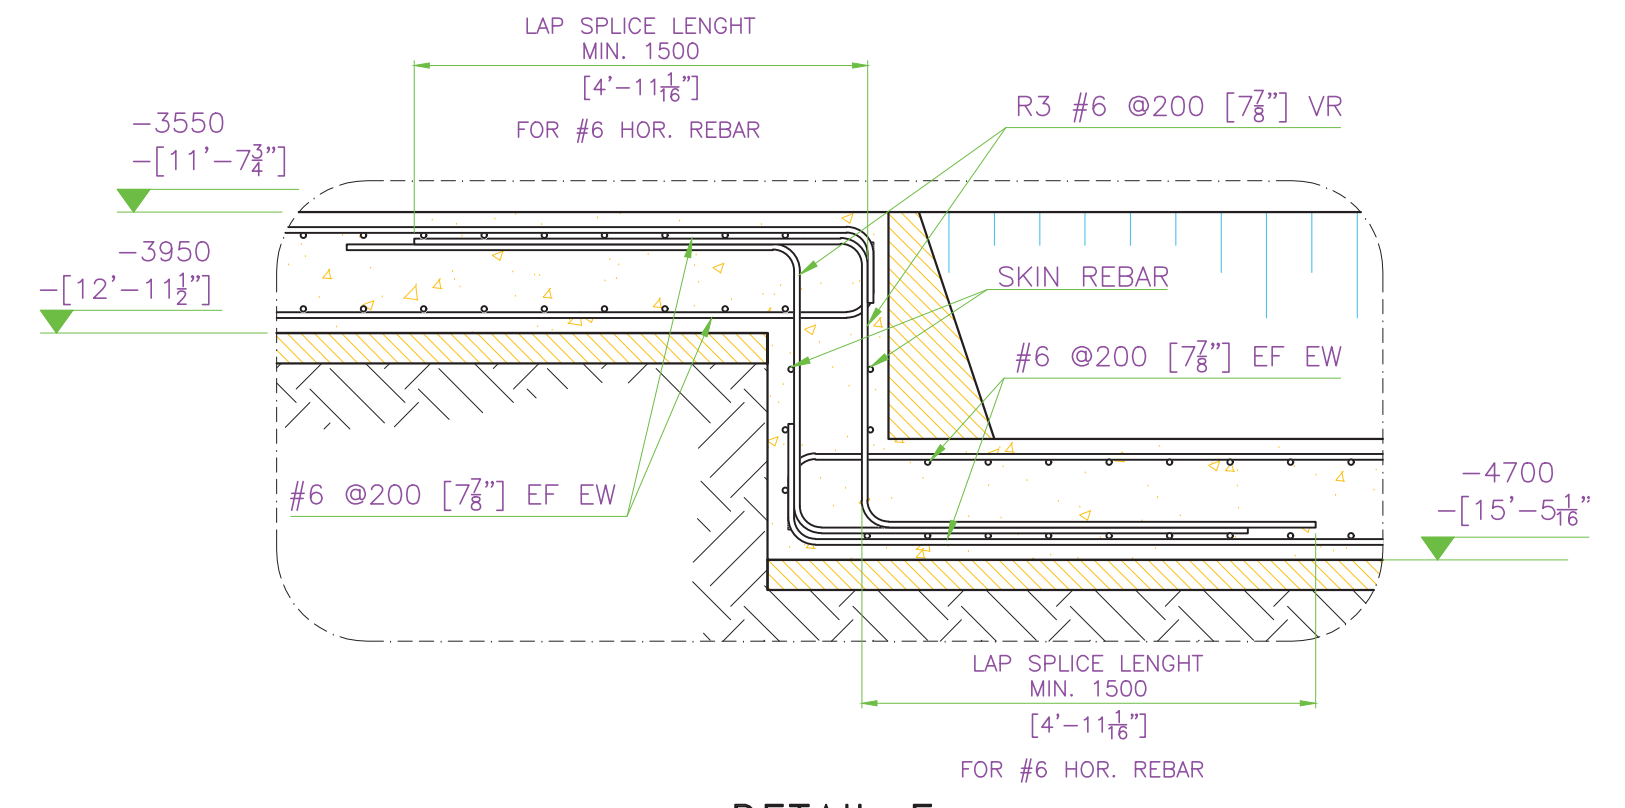 LAP SPLICE LENGHT
MIN. 1500
[4'-11 1/16"]
FOR #6 HOR. REBAR
R3 #6 @200 [7 7/8"] VR
-3550
-[11'-7 3/4"]
-3950
-[12'-11 1/2"]
SKIN REBAR
#6 @200 [7 7/8"] EF EW
#6 @200 [7 7/8"] EF EW
-4700
-[15'-5 1/16"
LAP SPLICE LENGHT
MIN. 1500
[4'-11 1/16"]
FOR #6 HOR. REBAR